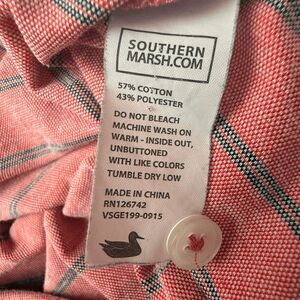 SOUTHERN
MARSH.COM
57% COTTON
43% POLYESTER
DO NOT BLEACH
MACHINE WASH ON
WARM - INSIDE OUT,
UNBUTTONED
WITH LIKE COLORS
TUMBLE DRY LOW
MADE IN CHINA
RN126742
VSGE199-0915